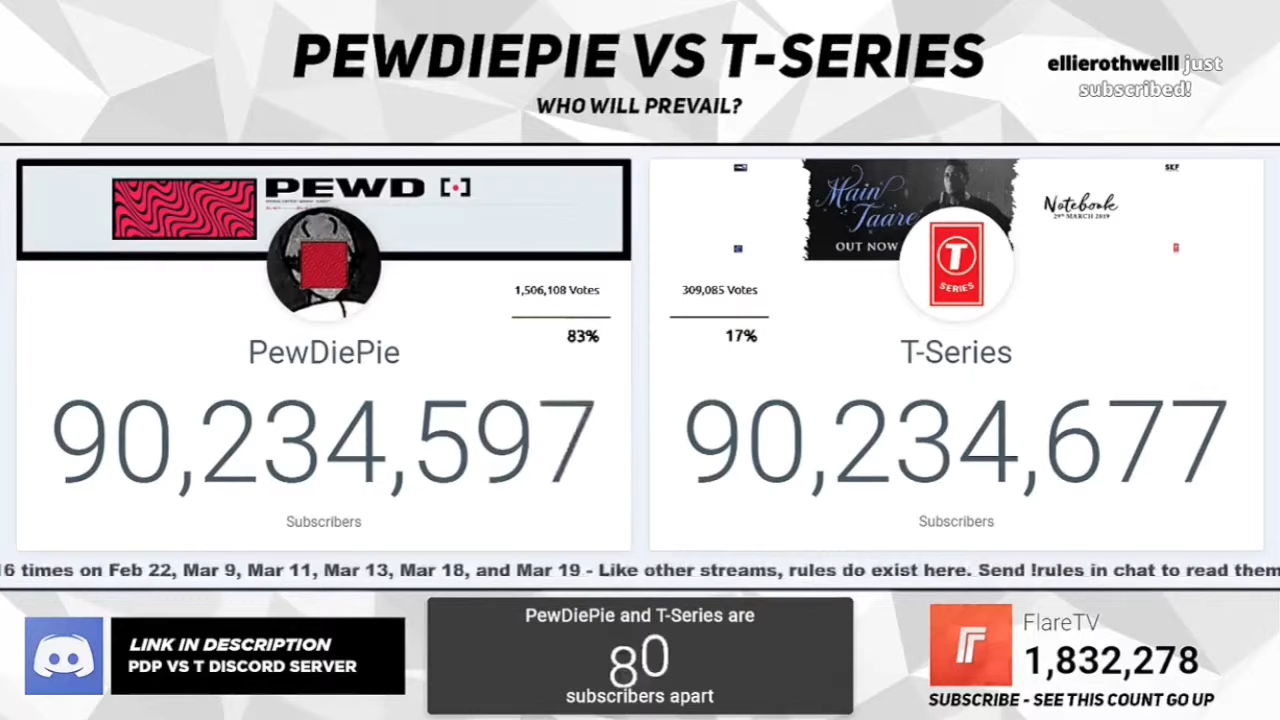 PEWDIEPIE VS T-SERIES
WHO WILL PREVAIL?
ellierothwelll just
subscribed!
PEWD
1,506,108 Votes
83%
PewDiePie
90,234,597
Subscribers
Main
Taare
OUT NOW
SKF
Notebook
29TH MARCH 2019
T
SERIES
309,085 Votes
17%
T-Series
90,234,677
Subscribers
16 times on Feb 22, Mar 9, Mar 11, Mar 13, Mar 18, and Mar 19 - Like other streams, rules do exist here. Send !rules in chat to read them
LINK IN DESCRIPTION
PDP VS T DISCORD SERVER
PewDiePie and T-Series are
80
subscribers apart
FlareTV
1,832,278
SUBSCRIBE - SEE THIS COUNT GO UP